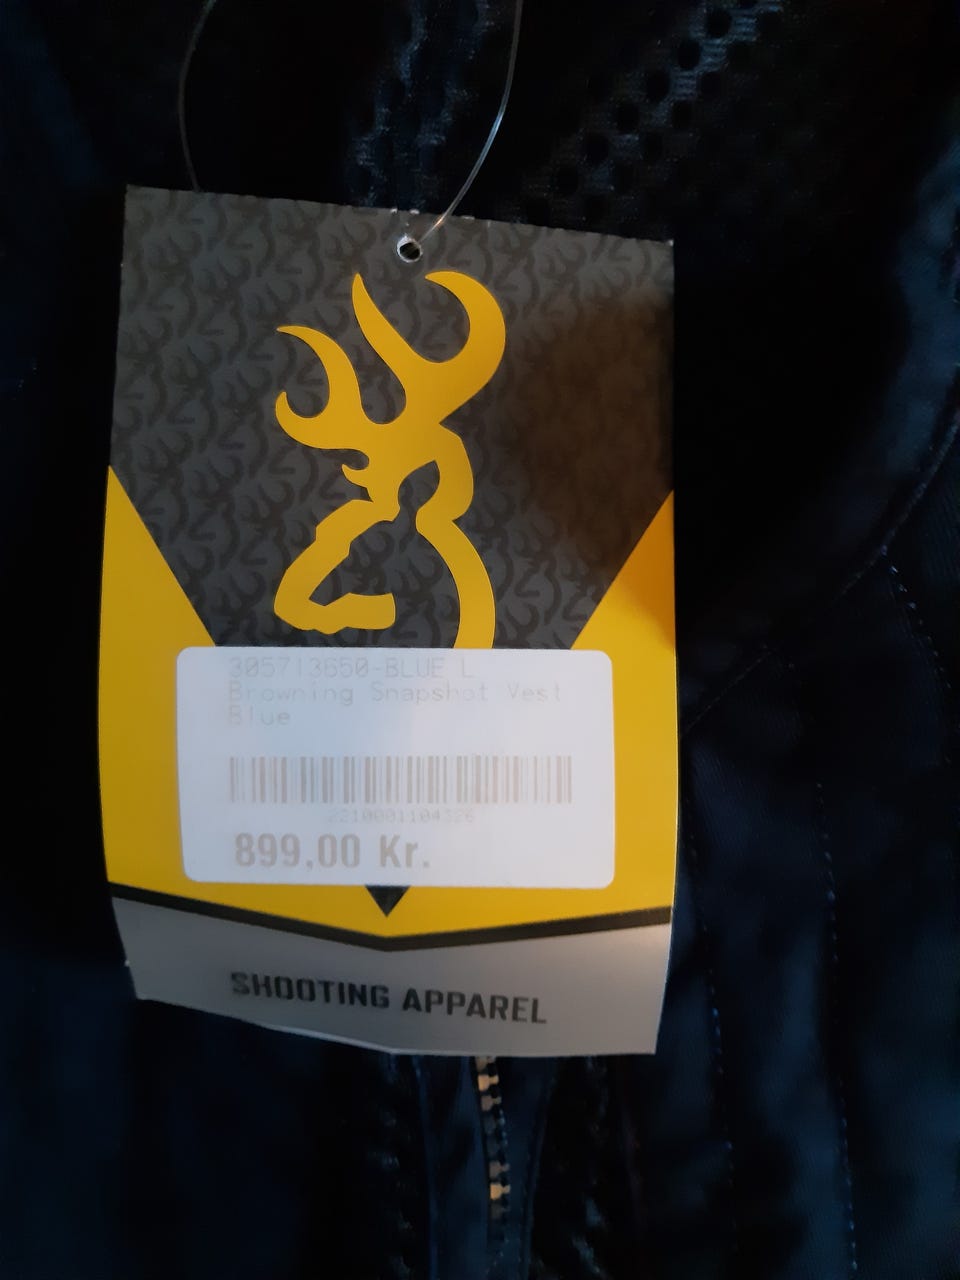 305713650-BLUE L
Browning Snapshot Vest
Blue
2210001104326
899,00 Kr.
SHOOTING APPAREL